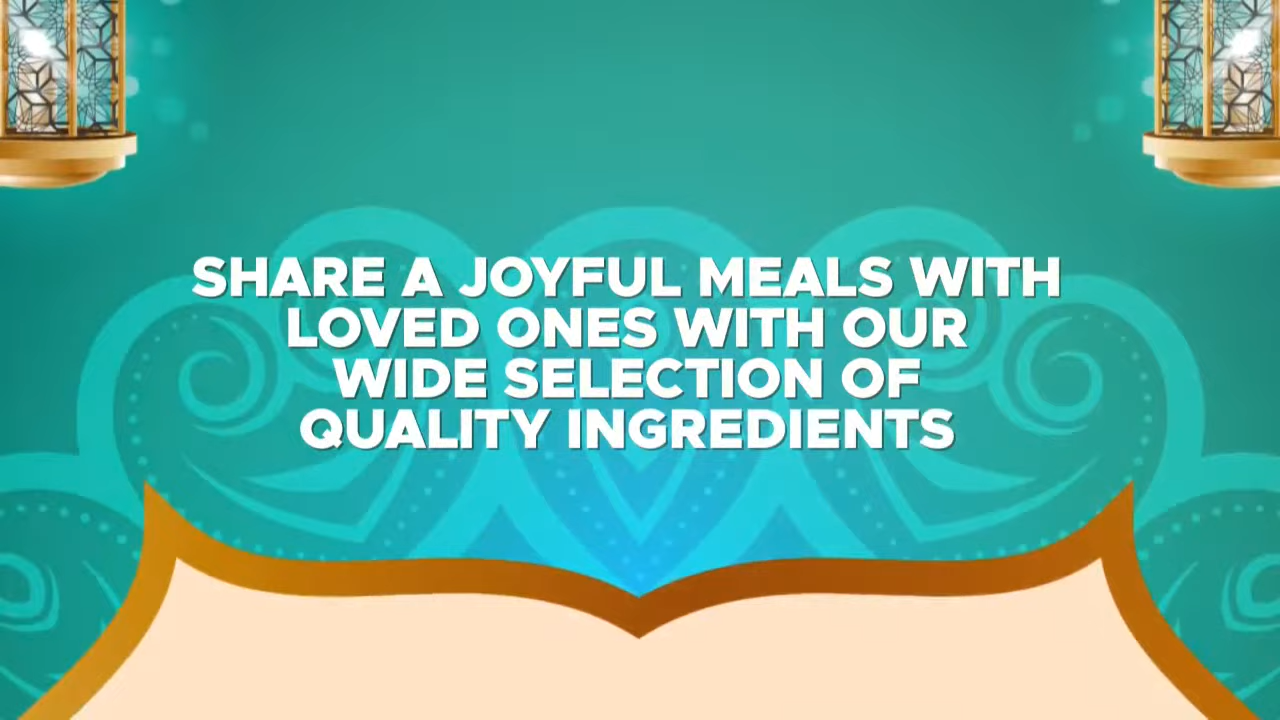 SHARE A JOYFUL MEALS WITH
LOVED ONES WITH OUR
WIDE SELECTION OF
QUALITY INGREDIENTS